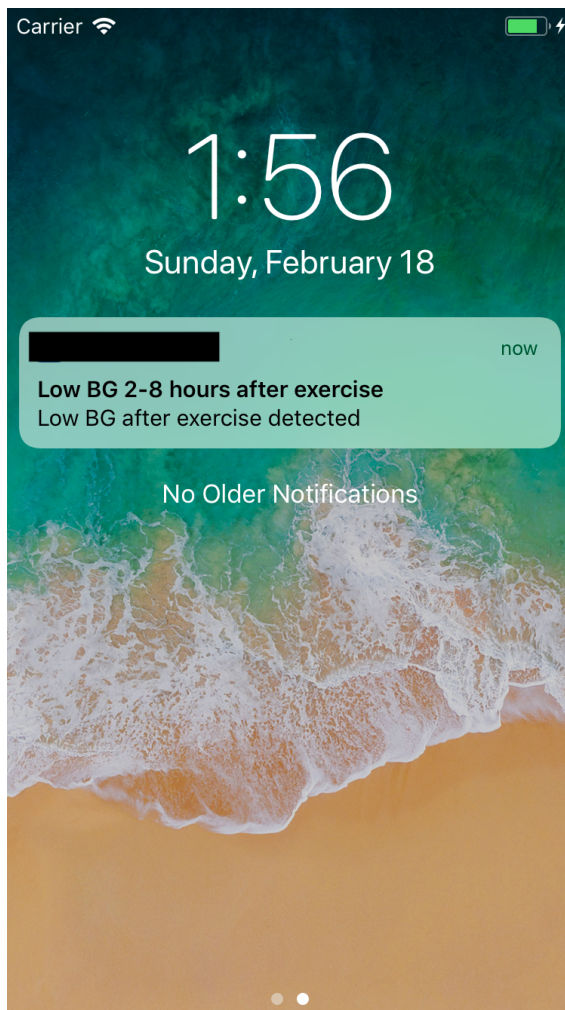 Carrier
1:56
Sunday, February 18
now
Low BG 2-8 hours after exercise
Low BG after exercise detected
No Older Notifications